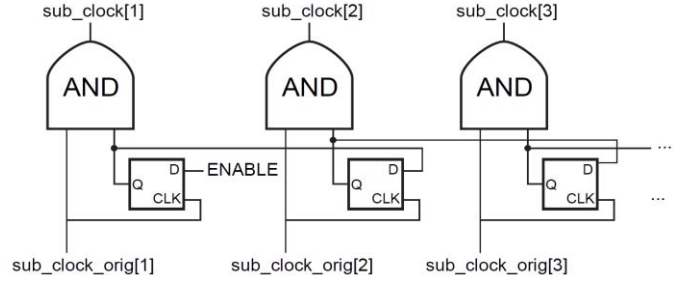 sub_clock[1] sub_clock[2] sub_clock[3]
AND AND AND
D ENABLE D D
Q Q Q
CLK CLK CLK
... 
...
sub_clock_orig[1] sub_clock_orig[2] sub_clock_orig[3]